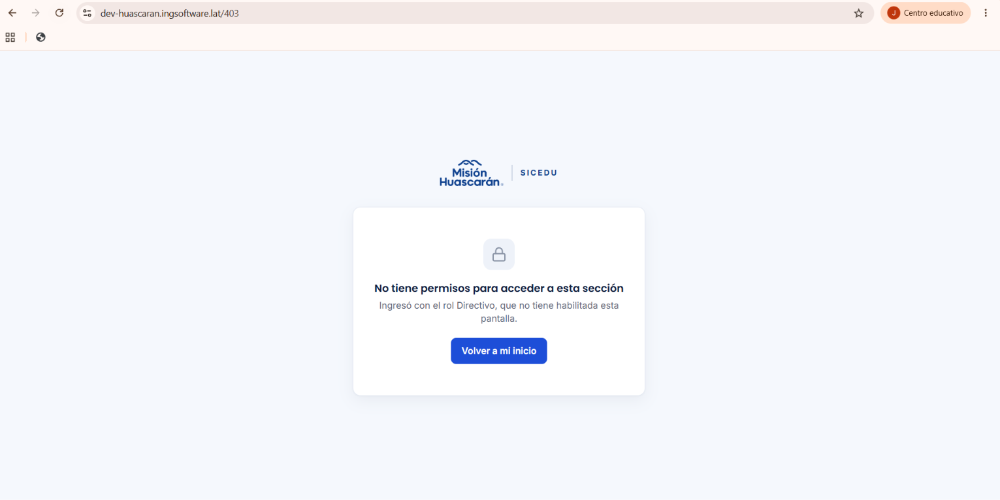 dev-huascaran.ingsoftware.lat/403
J Centro educativo
Misión
Huascarán
SICEDU
No tiene permisos para acceder a esta sección
Ingresó con el rol Directivo, que no tiene habilitada esta
pantalla.
Volver a mi inicio